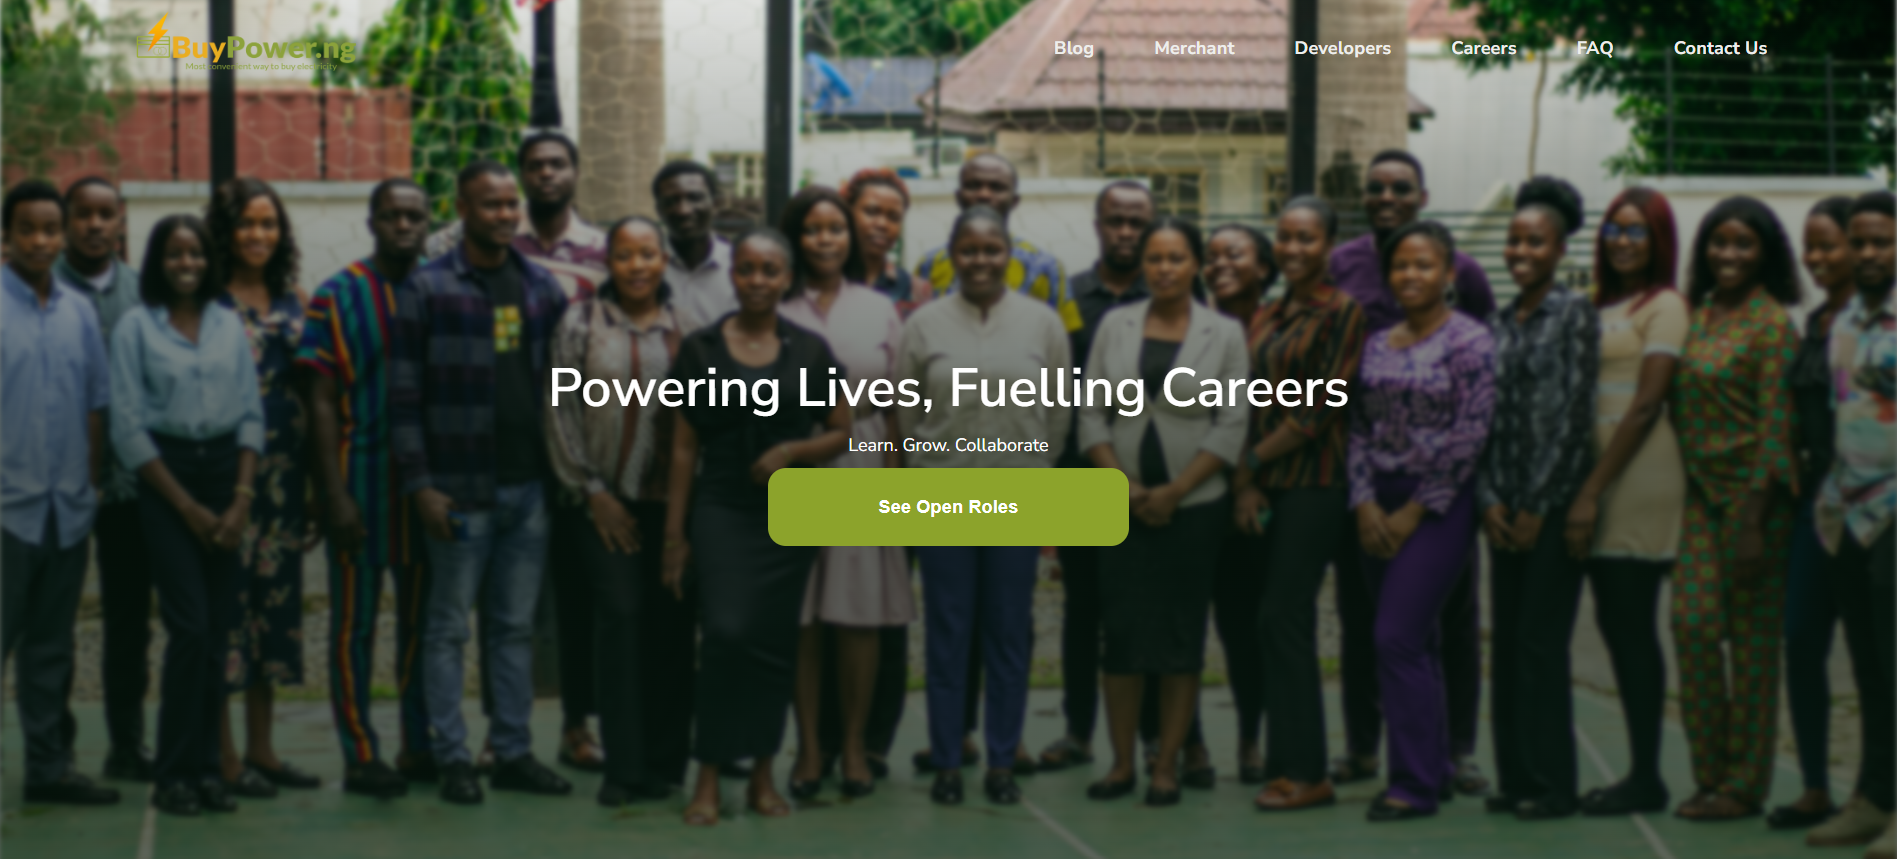 BuyPower.ng
Most convenient way to buy electricity
Blog
Merchant
Developers
Careers
FAQ
Contact Us
Powering Lives, Fuelling Careers
Learn. Grow. Collaborate
See Open Roles